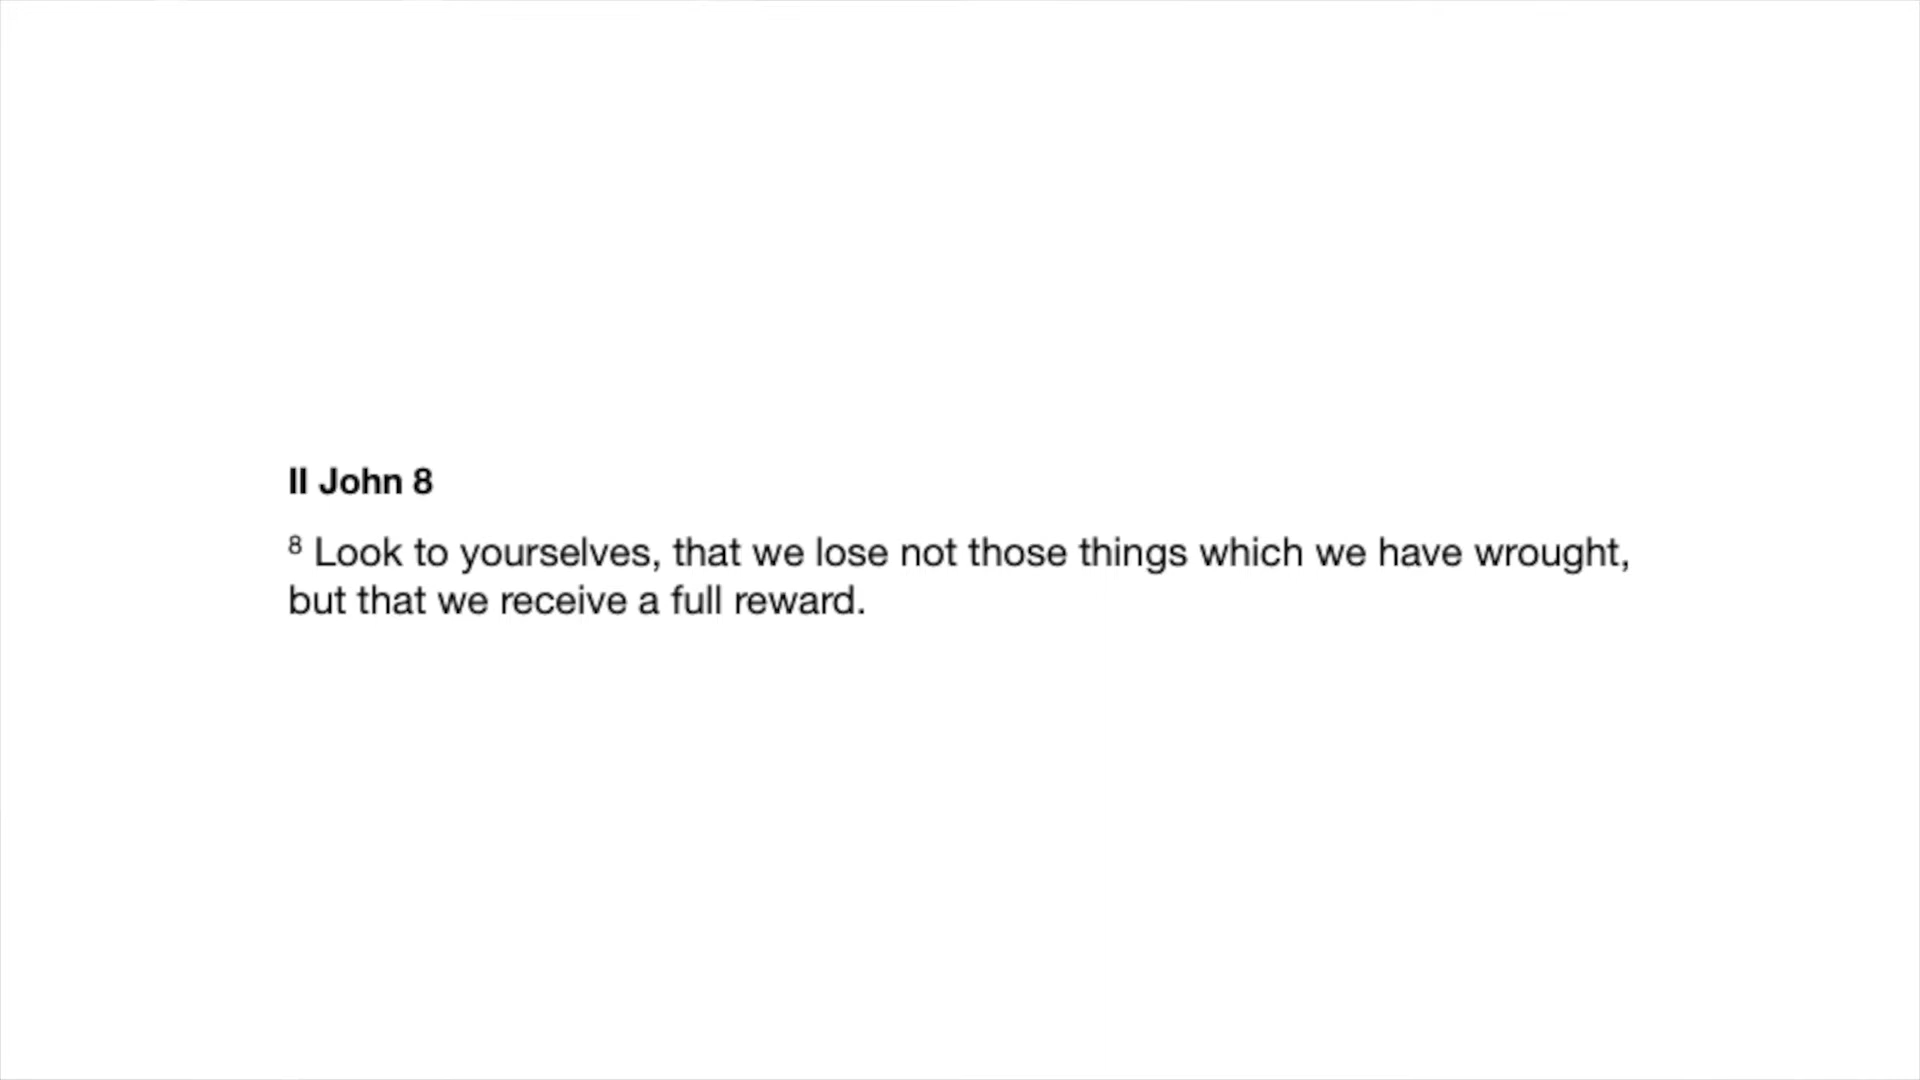 II John 8
8 Look to yourselves, that we lose not those things which we have wrought,
but that we receive a full reward.